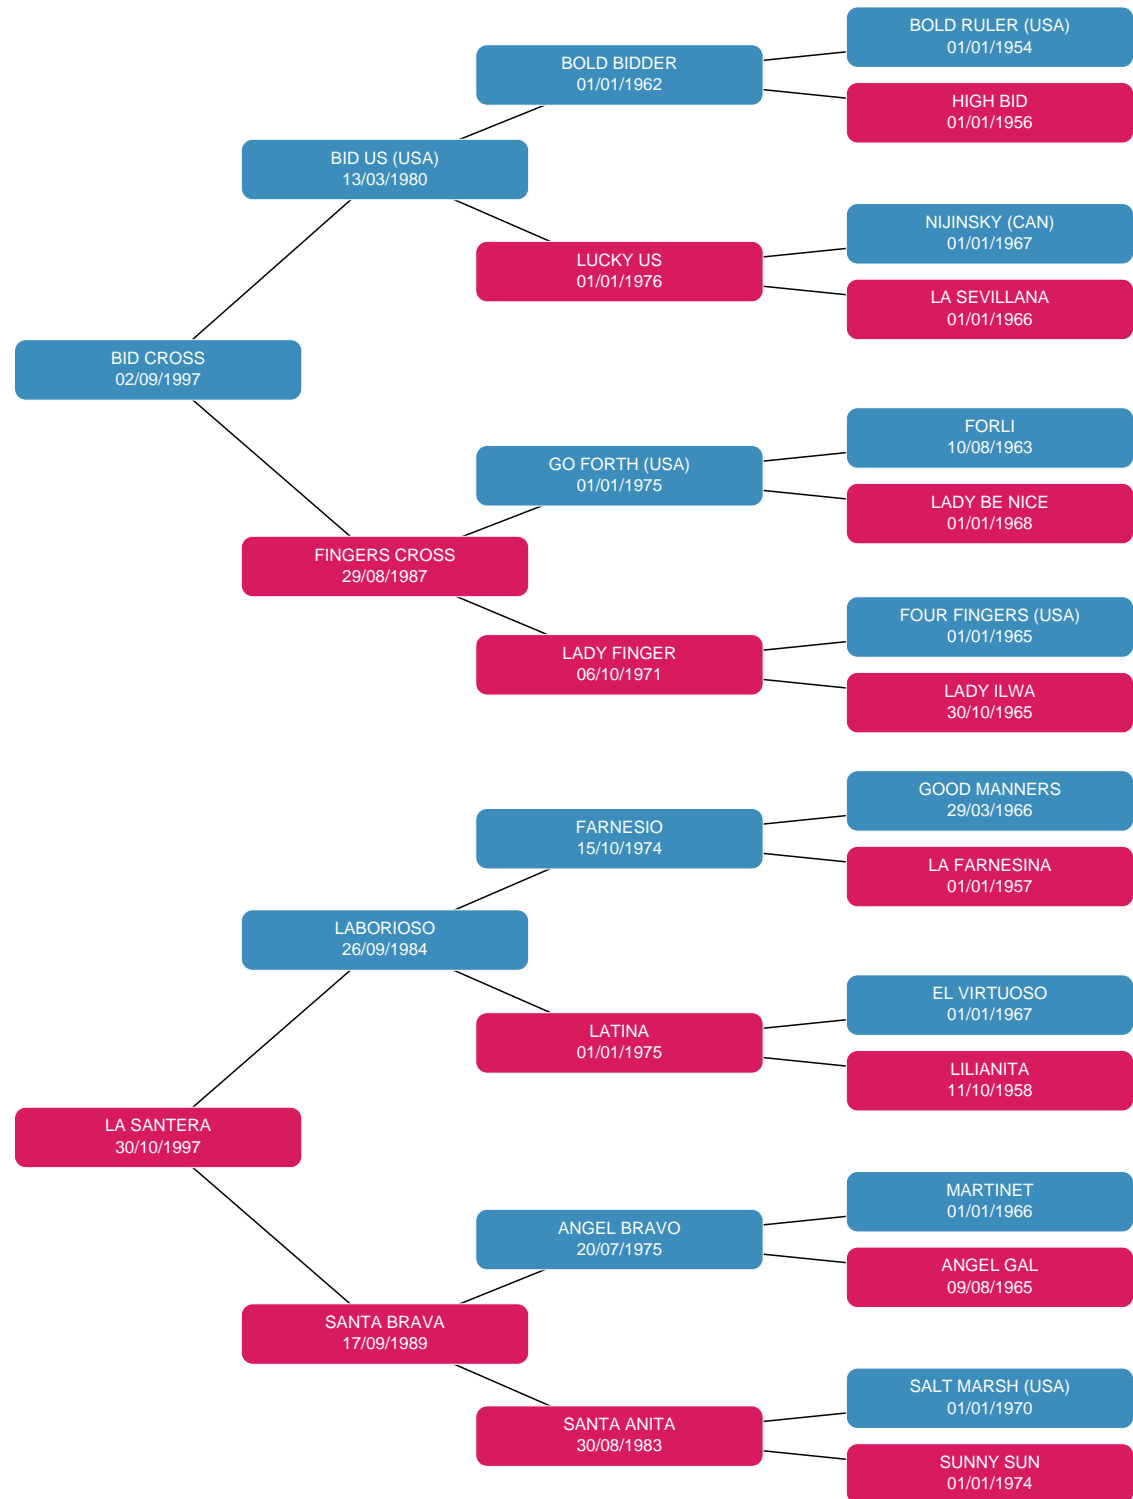 BOLD RULER (USA)
01/01/1954
BOLD BIDDER
01/01/1962
HIGH BID
01/01/1956
BID US (USA)
13/03/1980
NIJINSKY (CAN)
01/01/1967
LUCKY US
01/01/1976
LA SEVILLANA
01/01/1966
BID CROSS
02/09/1997
FORLI
10/08/1963
GO FORTH (USA)
01/01/1975
LADY BE NICE
01/01/1968
FINGERS CROSS
29/08/1987
FOUR FINGERS (USA)
01/01/1965
LADY FINGER
06/10/1971
LADY ILWA
30/10/1965
GOOD MANNERS
29/03/1966
FARNESIO
15/10/1974
LA FARNESINA
01/01/1957
LABORIOSO
26/09/1984
EL VIRTUOSO
01/01/1967
LATINA
01/01/1975
LILIANITA
11/10/1958
LA SANTERA
30/10/1997
MARTINET
01/01/1966
ANGEL BRAVO
20/07/1975
ANGEL GAL
09/08/1965
SANTA BRAVA
17/09/1989
SALT MARSH (USA)
01/01/1970
SANTA ANITA
30/08/1983
SUNNY SUN
01/01/1974